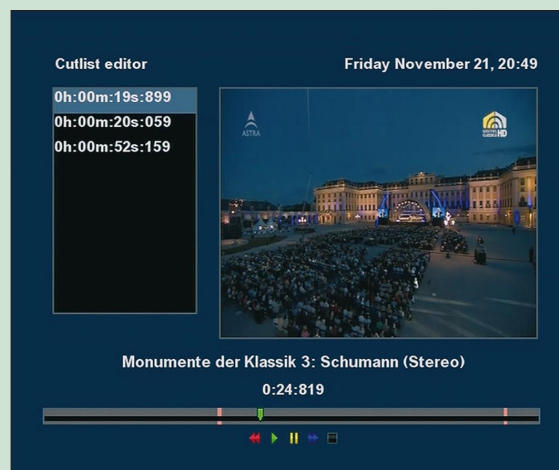 Cutlist editor
Friday November 21, 20:49
0h:00m:19s:899
0h:00m:20s:059
0h:00m:52s:159
ASTRA
HD
Monumente der Klassik 3: Schumann (Stereo)
0:24:819